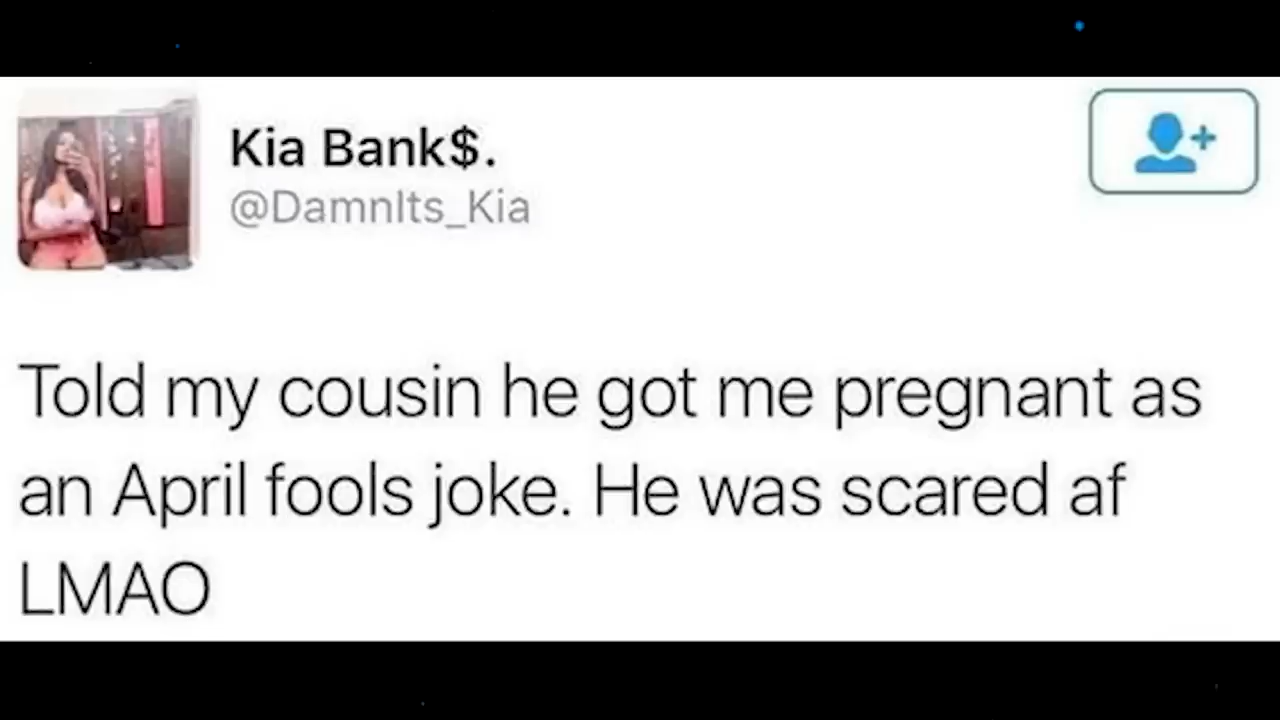 Kia Bank$.
@DamnIts_Kia
Told my cousin he got me pregnant as
an April fools joke. He was scared af
LMAO